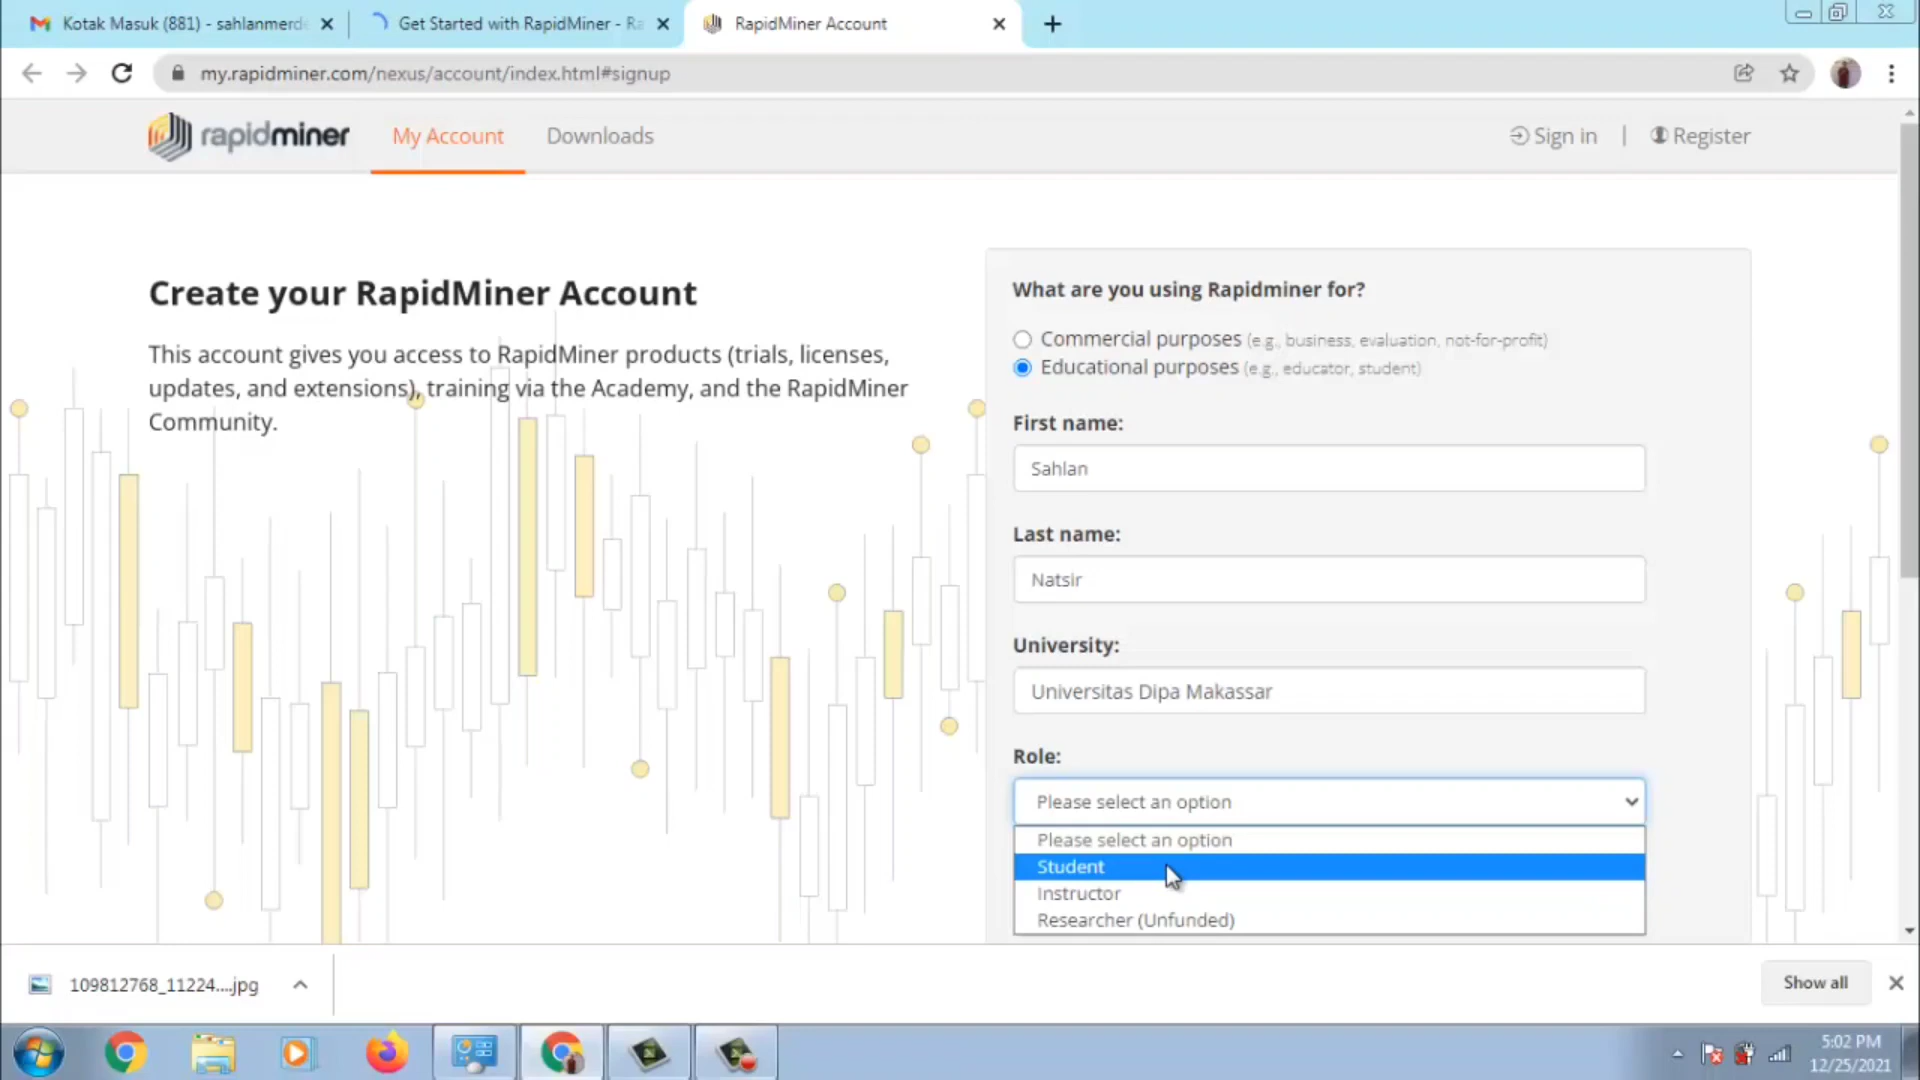 Kotak Masuk (881) - sahlanmerde
Get Started with RapidMiner - Ra
RapidMiner Account
my.rapidminer.com/nexus/account/index.html#signup
rapidminer
My Account
Downloads
Sign in | Register
Create your RapidMiner Account
This account gives you access to RapidMiner products (trials, licenses,
updates, and extensions), training via the Academy, and the RapidMiner
Community.
What are you using Rapidminer for?
Commercial purposes (e.g., business, evaluation, not-for-profit)
Educational purposes (e.g., educator, student)
First name:
Sahlan
Last name:
Natsir
University:
Universitas Dipa Makassar
Role:
Please select an option
Please select an option
Student
Instructor
Researcher (Unfunded)
109812768_11224....jpg
Show all
5:02 PM
12/25/2021